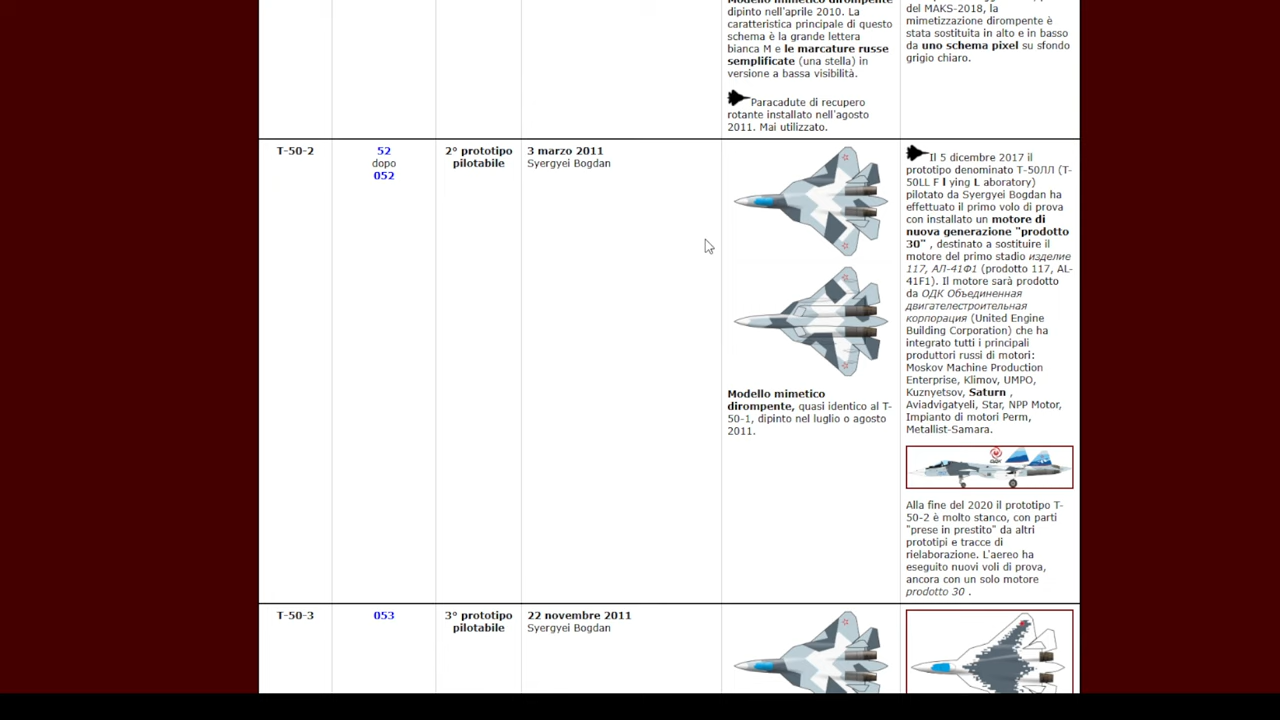 Modello mimetico dirompente
dipinto nell'aprile 2010. La
caratteristica principale di questo
schema è la grande lettera
bianca M e le marcature russe
semplificate (una stella) in
versione a bassa visibilità.
Paracadute di recupero
rotante installato nell'agosto
2011. Mai utilizzato.
del MAKS-2018, la
mimetizzazione dirompente è
stata sostituita in alto e in basso
da uno schema pixel su sfondo
grigio chiaro.
T-50-2
52
dopo
052
2° prototipo
pilotabile
3 marzo 2011
Syergyei Bogdan
Modello mimetico
dirompente, quasi identico al T-
50-1, dipinto nel luglio o agosto
2011.
Il 5 dicembre 2017 il
prototipo denominato Т-50ЛЛ (T-
50LL F l ying L aboratory)
pilotato da Syergyei Bogdan ha
effettuato il primo volo di prova
con installato un motore di
nuova generazione "prodotto
30" , destinato a sostituire il
motore del primo stadio изделие
117, АЛ-41Ф1 (prodotto 117, AL-
41F1). Il motore sarà prodotto
da ОДК Объединенная
двигателестроительная
корпорация (United Engine
Building Corporation) che ha
integrato tutti i principali
produttori russi di motori:
Moskov Machine Production
Enterprise, Klimov, UMPO,
Kuznyetsov, Saturn ,
Aviadvigatyeli, Star, NPP Motor,
Impianto di motori Perm,
Metallist-Samara.
Alla fine del 2020 il prototipo T-
50-2 è molto stanco, con parti
"prese in prestito" da altri
prototipi e tracce di
rielaborazione. L'aereo ha
eseguito nuovi voli di prova,
ancora con un solo motore
prodotto 30 .
T-50-3
053
3° prototipo
pilotabile
22 novembre 2011
Syergyei Bogdan